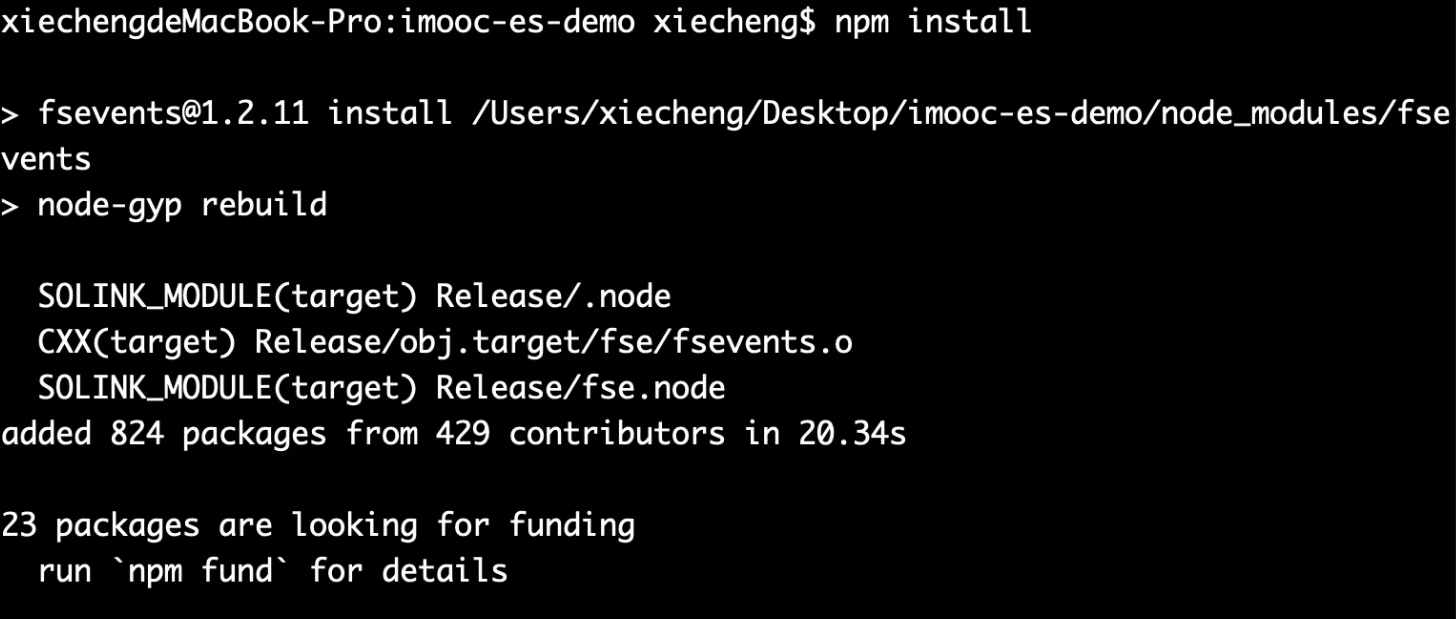 xiechengdeMacBook-Pro:imooc-es-demo xiecheng$ npm install
> fsevents@1.2.11 install /Users/xiecheng/Desktop/imooc-es-demo/node_modules/fse
vents
> node-gyp rebuild
SOLINK_MODULE(target) Release/.node
CXX(target) Release/obj.target/fse/fsevents.o
SOLINK_MODULE(target) Release/fse.node
added 824 packages from 429 contributors in 20.34s
23 packages are looking for funding
run `npm fund` for details